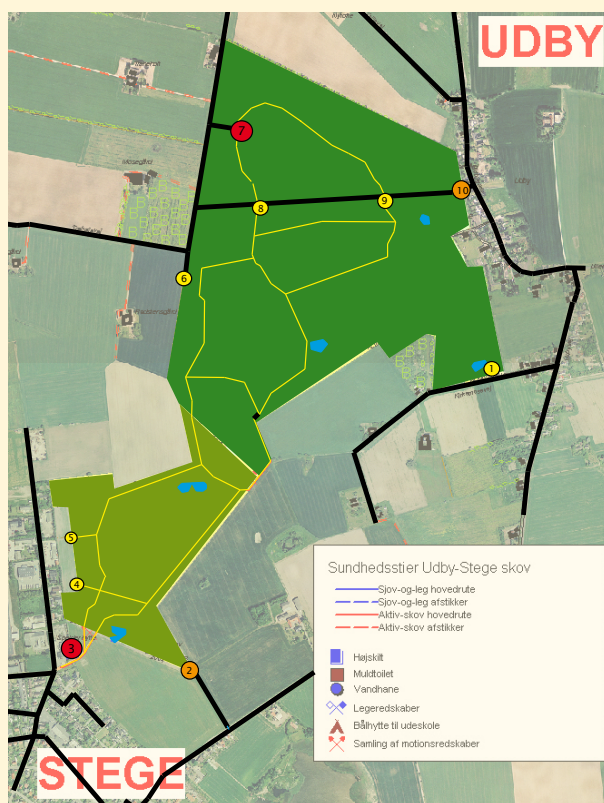 UDBY
Udby
7
8
9
10
6
1
5
4
3
2
Sundhedsstier Udby-Stege skov
Sjov-og-leg hovedrute
Sjov-og-leg afstikker
Aktiv-skov hovedrute
Aktiv-skov afstikker
Højskilt
Muldtoilet
Vandhane
Legeredskaber
Bålhytte til udeskole
Samling af motionsredskaber
STEGE